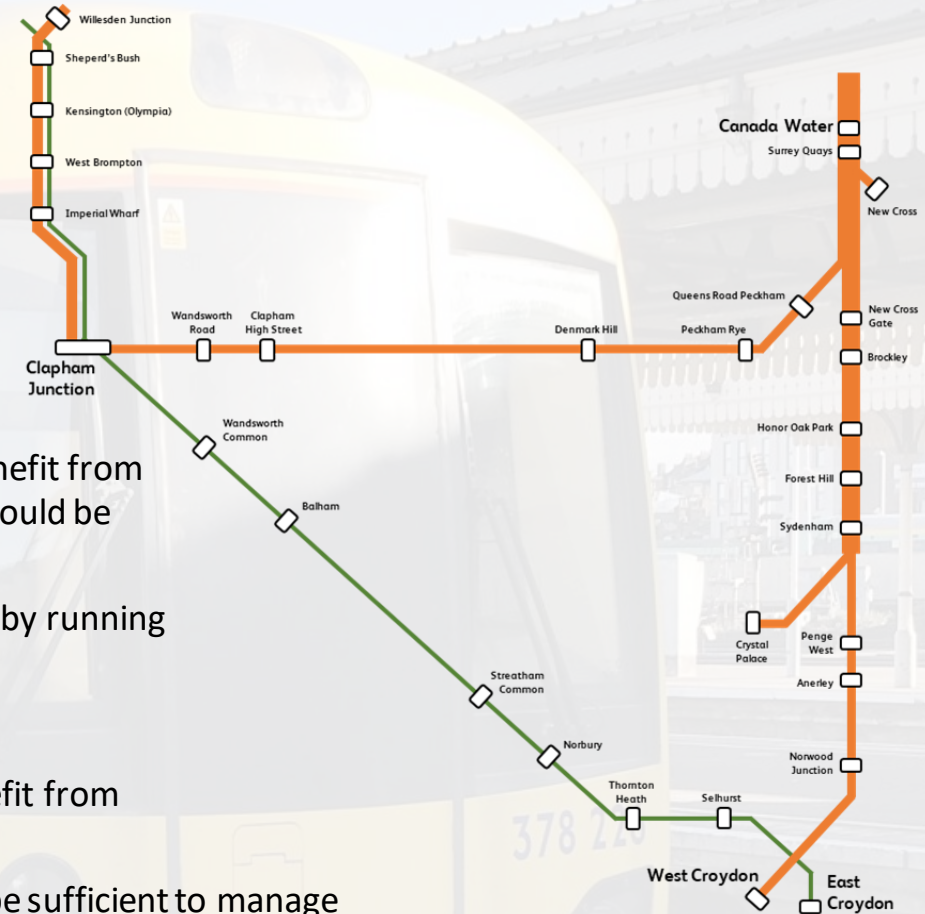 Willesden Junction
Sheperd's Bush
Kensington (Olympia)
West Brompton
Imperial Wharf
Clapham
Junction
Wandsworth
Road
Clapham
High Street
Denmark Hill
Peckham Rye
Queens Road Peckham
Canada Water
Surrey Quays
New Cross
New Cross
Gate
Brockley
Honor Oak Park
Forest Hill
Sydenham
Crystal
Palace
Penge
West
Anerley
Norwood
Junction
West Croydon
Wandsworth
Common
Balham
Streatham
Common
Norbury
Thornton
Heath
Selhurst
East
Croydon
nefit from
ould be
by running
efit from
be sufficient to manage